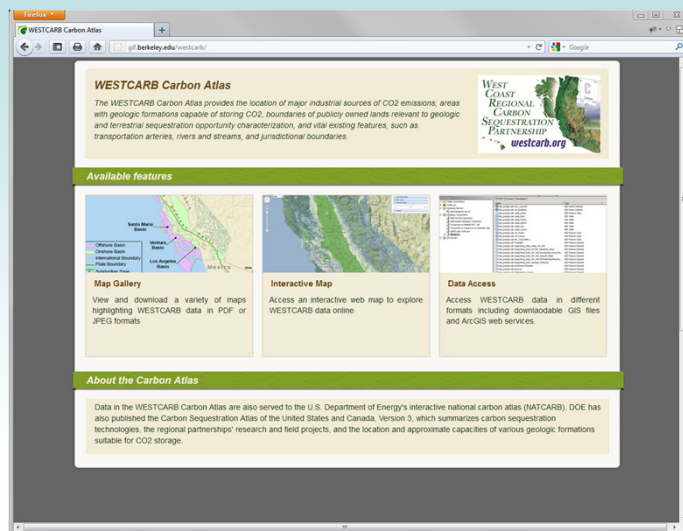 Firefox
WESTCARB Carbon Atlas
gif.berkeley.edu/westcarb/
Google
WESTCARB Carbon Atlas
The WESTCARB Carbon Atlas provides the location of major industrial sources of CO2 emissions; areas
with geologic formations capable of storing CO2, boundaries of publicly owned lands relevant to geologic
and terrestrial sequestration opportunity characterization, and vital existing features, such as
transportation arteries, rivers and streams, and jurisdictional boundaries.
WEST
COAST
REGIONAL
CARBON
SEQUESTRATION
PARTNERSHIP
westcarb.org
Available features
Santa Maria
Basin
Ventura
Basin
Los Angeles
Basin
Mexico
Offshore Basin
Onshore Basin
International Boundary
Plate Boundary
Subduction Zone
Map Gallery
View and download a variety of maps
highlighting WESTCARB data in PDF or
JPEG formats
Interactive Map
Access an interactive web map to explore
WESTCARB data online
Data Access
Access WESTCARB data in different
formats including downlaodable GIS files
and ArcGIS web services.
About the Carbon Atlas
Data in the WESTCARB Carbon Atlas are also served to the U.S. Department of Energy's interactive national carbon atlas (NATCARB). DOE has
also published the Carbon Sequestration Atlas of the United States and Canada, Version 3, which summarizes carbon sequestration
technologies, the regional partnerships' research and field projects, and the location and approximate capacities of various geologic formations
suitable for CO2 storage.